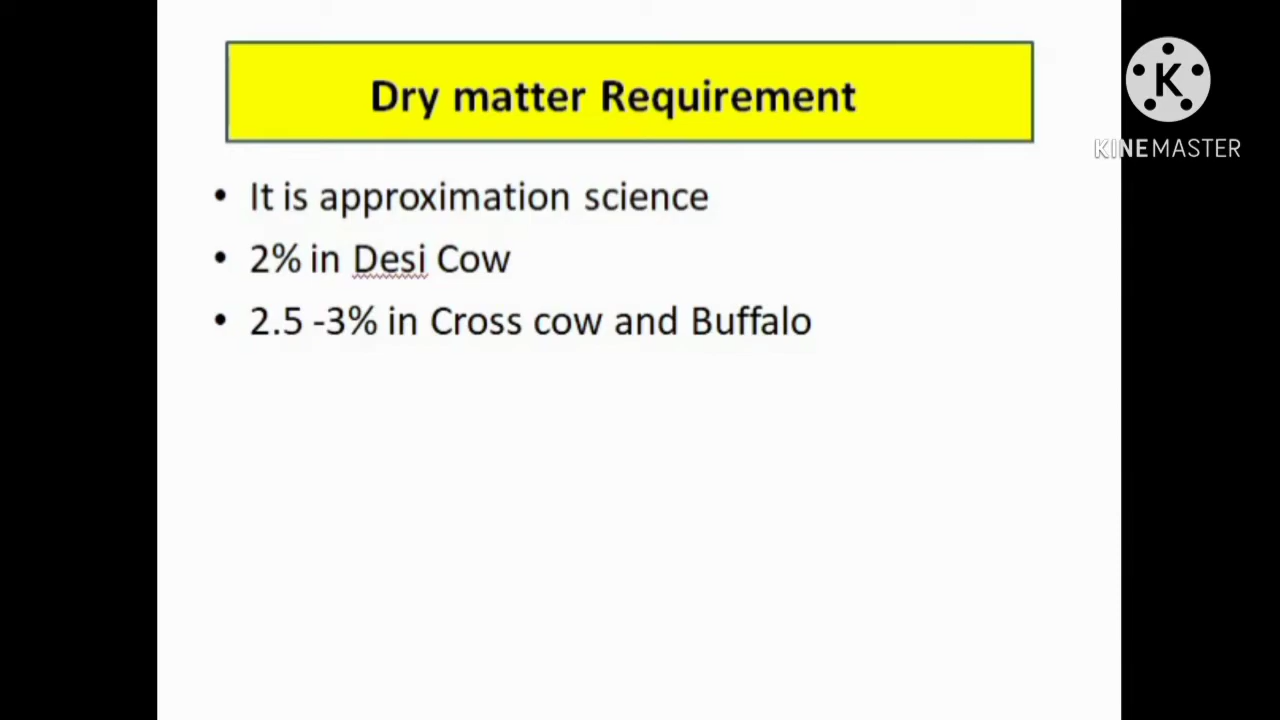 Dry matter Requirement
• It is approximation science
• 2% in Desi Cow
• 2.5 -3% in Cross cow and Buffalo
K
KINEMASTER